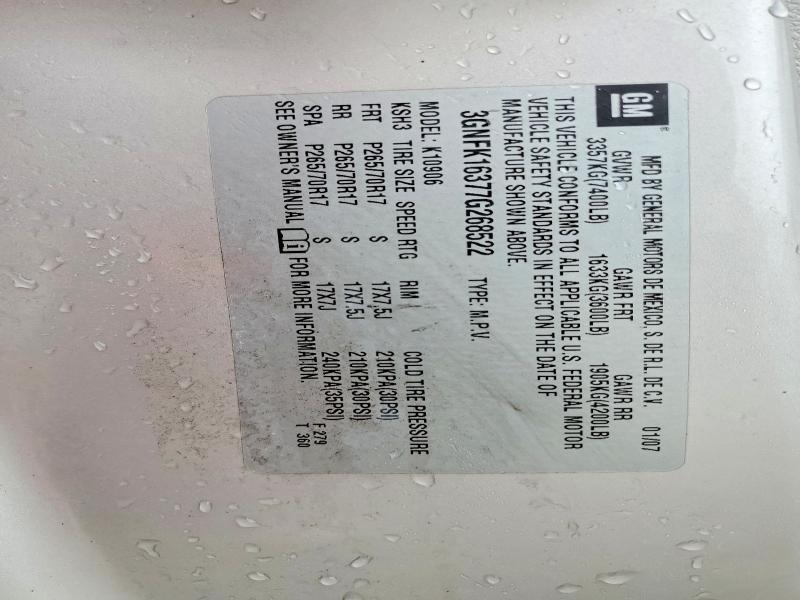 GM® MFD BY GENERAL MOTORS DE MEXICO, S. DE R.L. DE C.V. 01/07
GVWR GAWR FRT GAWR RR
3357KG(7400LB) 1633KG(3600LB) 1905KG(4200LB)
THIS VEHICLE CONFORMS TO ALL APPLICABLE U.S. FEDERAL MOTOR
VEHICLE SAFETY STANDARDS IN EFFECT ON THE DATE OF
MANUFACTURE SHOWN ABOVE.
3GNFK16377G268522 TYPE: M.P.V.
MODEL: K10906
KSH3 TIRE SIZE SPEED RTG RIM COLD TIRE PRESSURE
FRT P265/70R17 S 17X7.5J 210KPA(30PSI)
RR P265/70R17 S 17X7.5J 210KPA(30PSI)
SPA P265/70R17 S 17X7J 240KPA(35PSI)
SEE OWNER'S MANUAL FOR MORE INFORMATION.
F 279
T 360